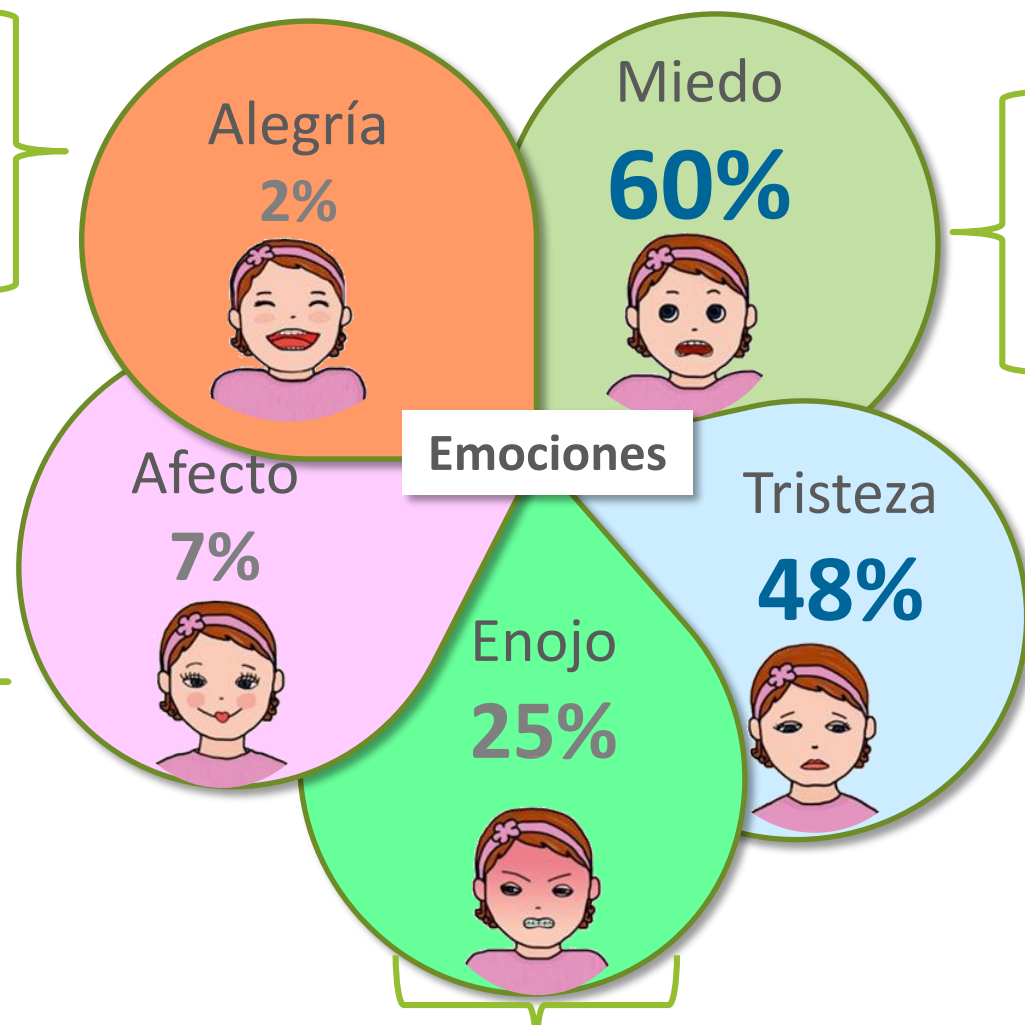 Alegría
2%
Miedo
60%
Emociones
Afecto
7%
Tristeza
48%
Enojo
25%